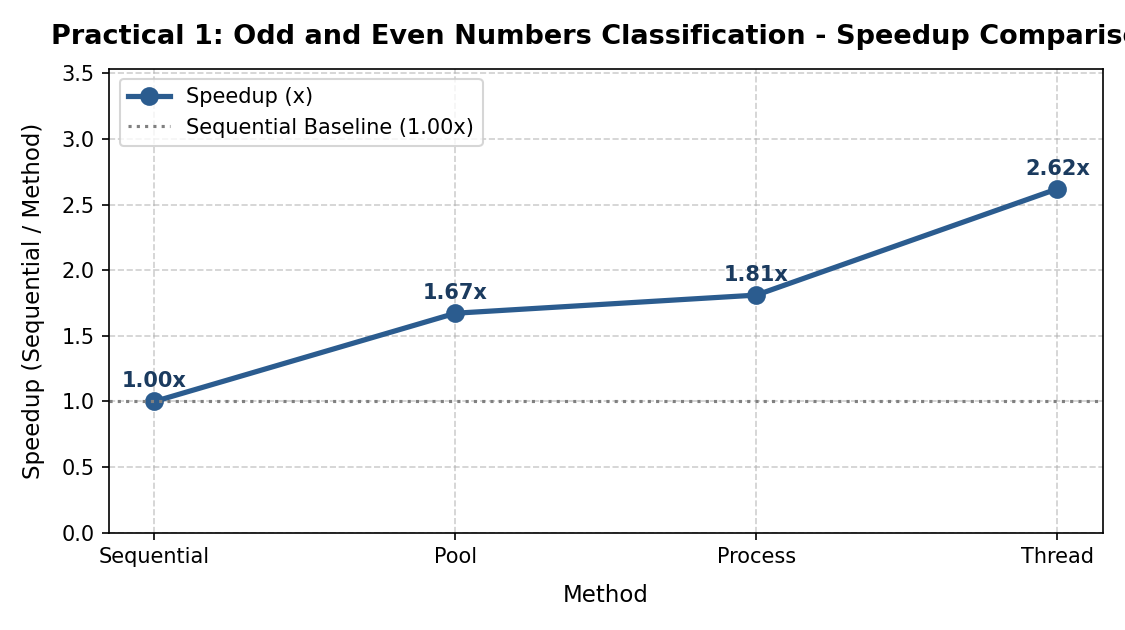 Practical 1: Odd and Even Numbers Classification - Speedup Comparis
Speedup (x)
Sequential Baseline (1.00x)
Speedup (Sequential / Method)
3.5
3.0
2.5
2.0
1.5
1.0
0.5
0.0
1.00x
1.67x
1.81x
2.62x
Sequential
Pool
Process
Thread
Method